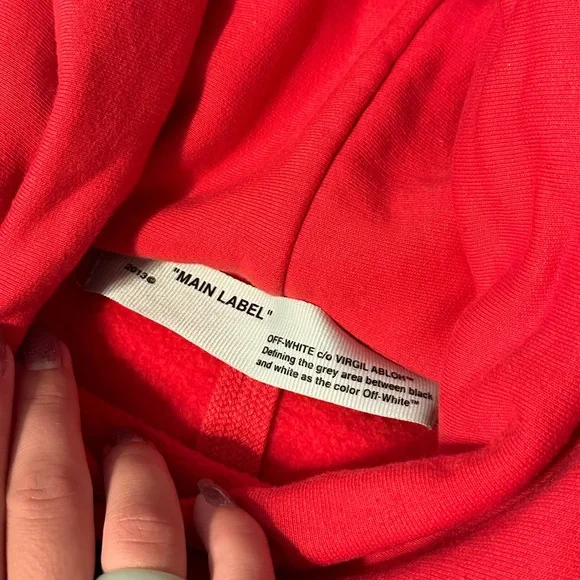 2013©
"MAIN LABEL"
OFF-WHITE c/o VIRGIL ABLOH™
Defining the grey area between black
and white as the color Off-White™